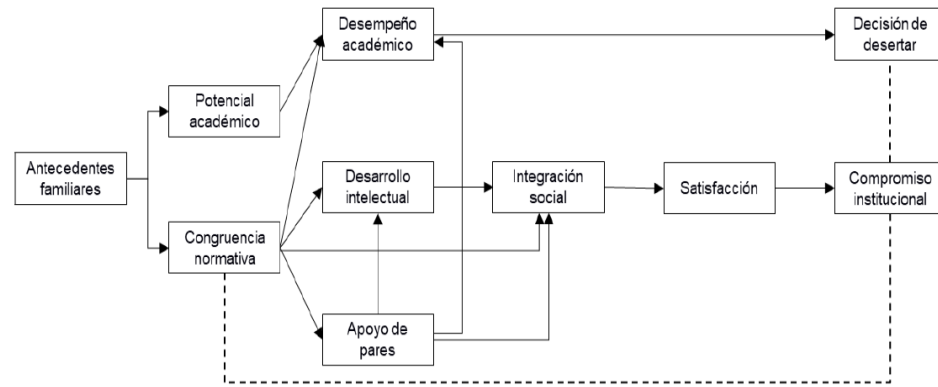 Desempeño
académico
Decisión de
desertar
Potencial
académico
Antecedentes
familiares
Desarrollo
intelectual
Integración
social
Satisfacción
Compromiso
institucional
Congruencia
normativa
Apoyo de
pares